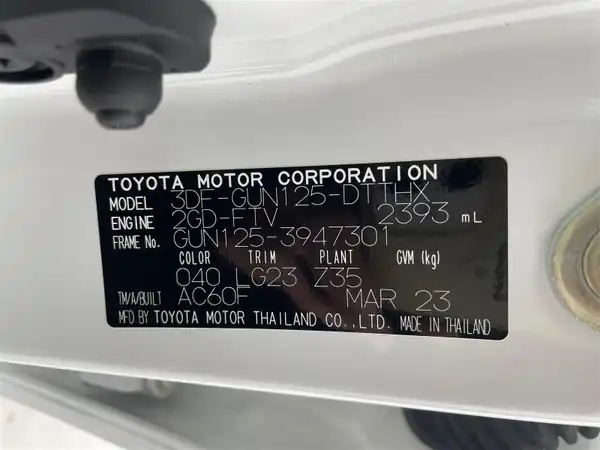 TOYOTA MOTOR CORPORATION
MODEL 3DF-GUN125-DTTHX
ENGINE 2GD-FTV 2393 mL
FRAME No. GUN125-3947301
COLOR TRIM PLANT GVM (kg)
040 LG23 Z35
TM/A/BUILT AC60F MAR 23
MFD BY TOYOTA MOTOR THAILAND CO.,LTD. MADE IN THAILAND